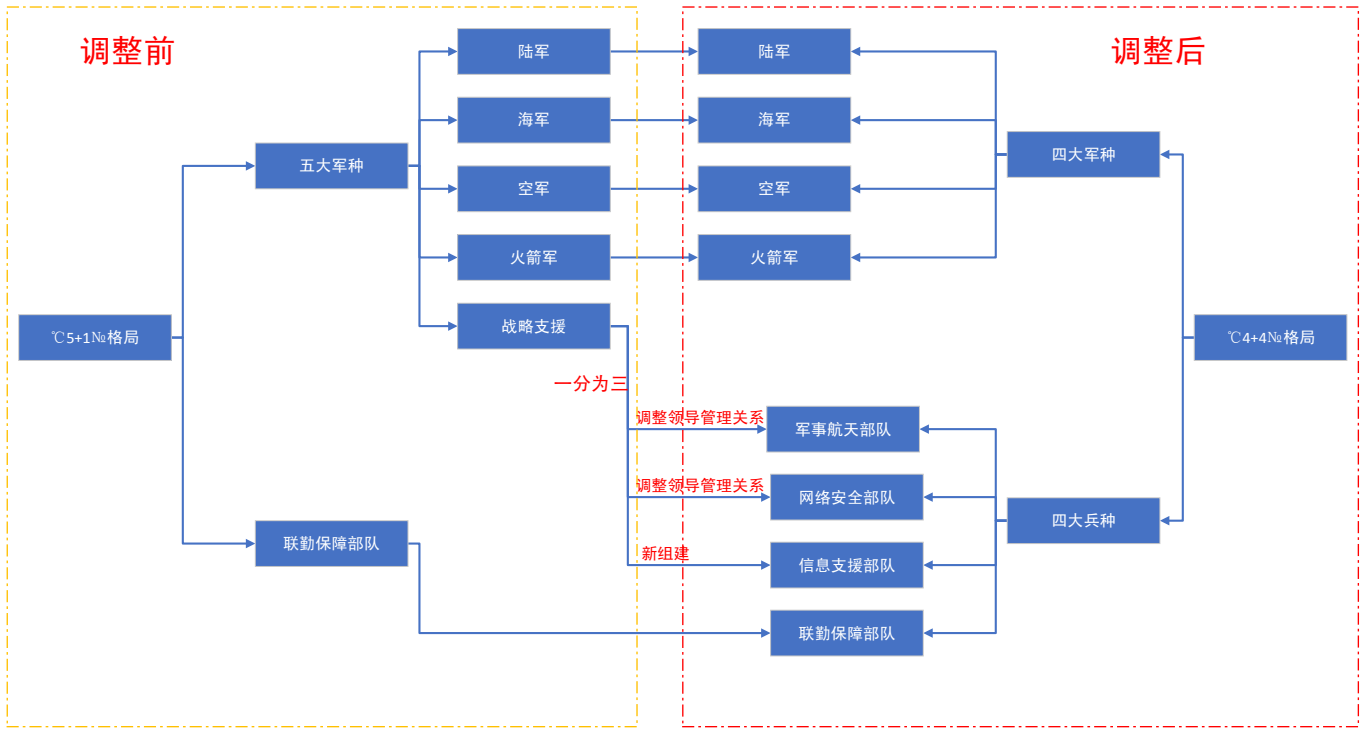 调整前
调整后
陆军
陆军
海军
海军
五大军种
四大军种
空军
空军
火箭军
火箭军
战略支援
℃5+1№格局
℃4+4№格局
一分为三
调整领导管理关系
军事航天部队
调整领导管理关系
网络安全部队
四大兵种
联勤保障部队
新组建
信息支援部队
联勤保障部队